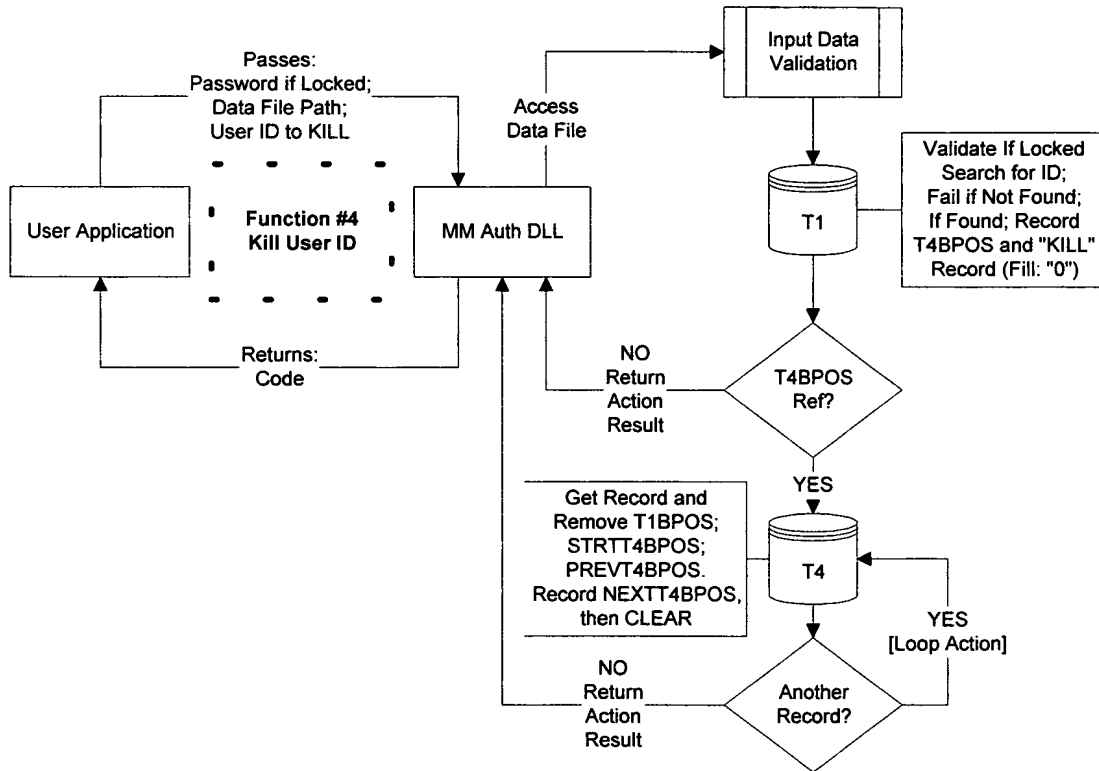 Passes:
Password if Locked;
Data File Path;
User ID to KILL
User Application
Function #4
Kill User ID
MM Auth DLL
Returns:
Code
Access
Data File
Input Data
Validation
T1
Validate If Locked
Search for ID;
Fail if Not Found;
If Found; Record
T4BPOS and "KILL"
Record (Fill: "0")
T4BPOS
Ref?
NO
Return
Action
Result
YES
Get Record and
Remove T1BPOS;
STRTT4BPOS;
PREVT4BPOS.
Record NEXTT4BPOS,
then CLEAR
T4
YES
[Loop Action]
Another
Record?
NO
Return
Action
Result